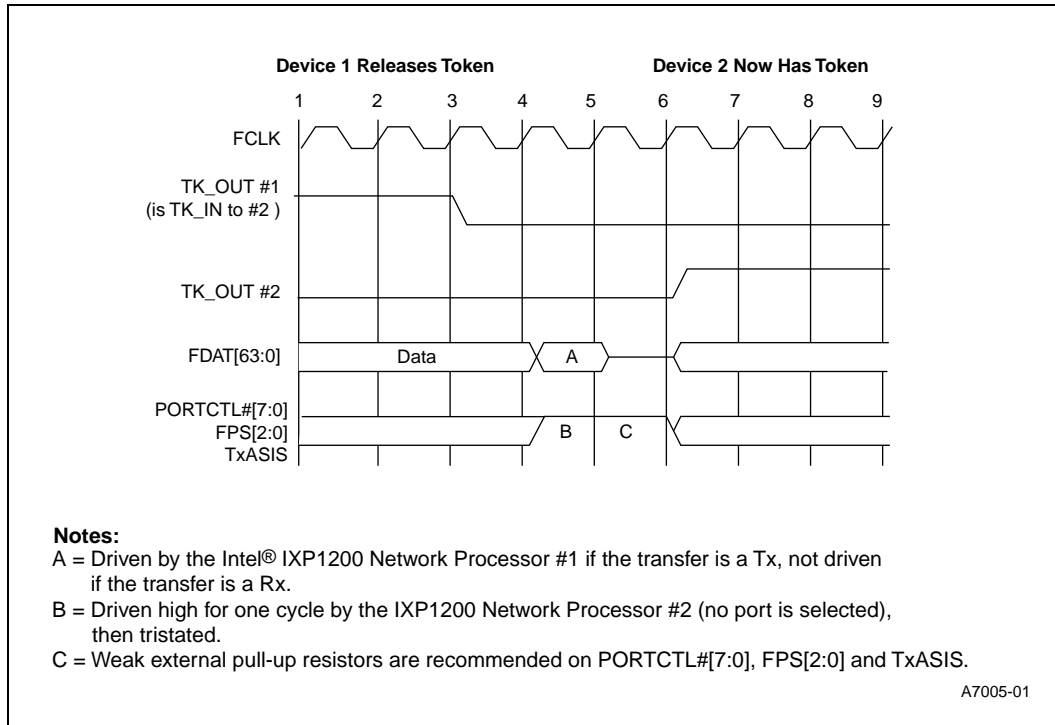 Device 1 Releases Token
Device 2 Now Has Token
1 2 3 4 5 6 7 8 9
FCLK
TK_OUT #1
(is TK_IN to #2 )
TK_OUT #2
FDAT[63:0]
Data
A
PORTCTL#[7:0]
FPS[2:0]
B
C
TxASIS
Notes:
A = Driven by the Intel® IXP1200 Network Processor #1 if the transfer is a Tx, not driven
if the transfer is a Rx.
B = Driven high for one cycle by the IXP1200 Network Processor #2 (no port is selected),
then tristated.
C = Weak external pull-up resistors are recommended on PORTCTL#[7:0], FPS[2:0] and TxASIS.
A7005-01